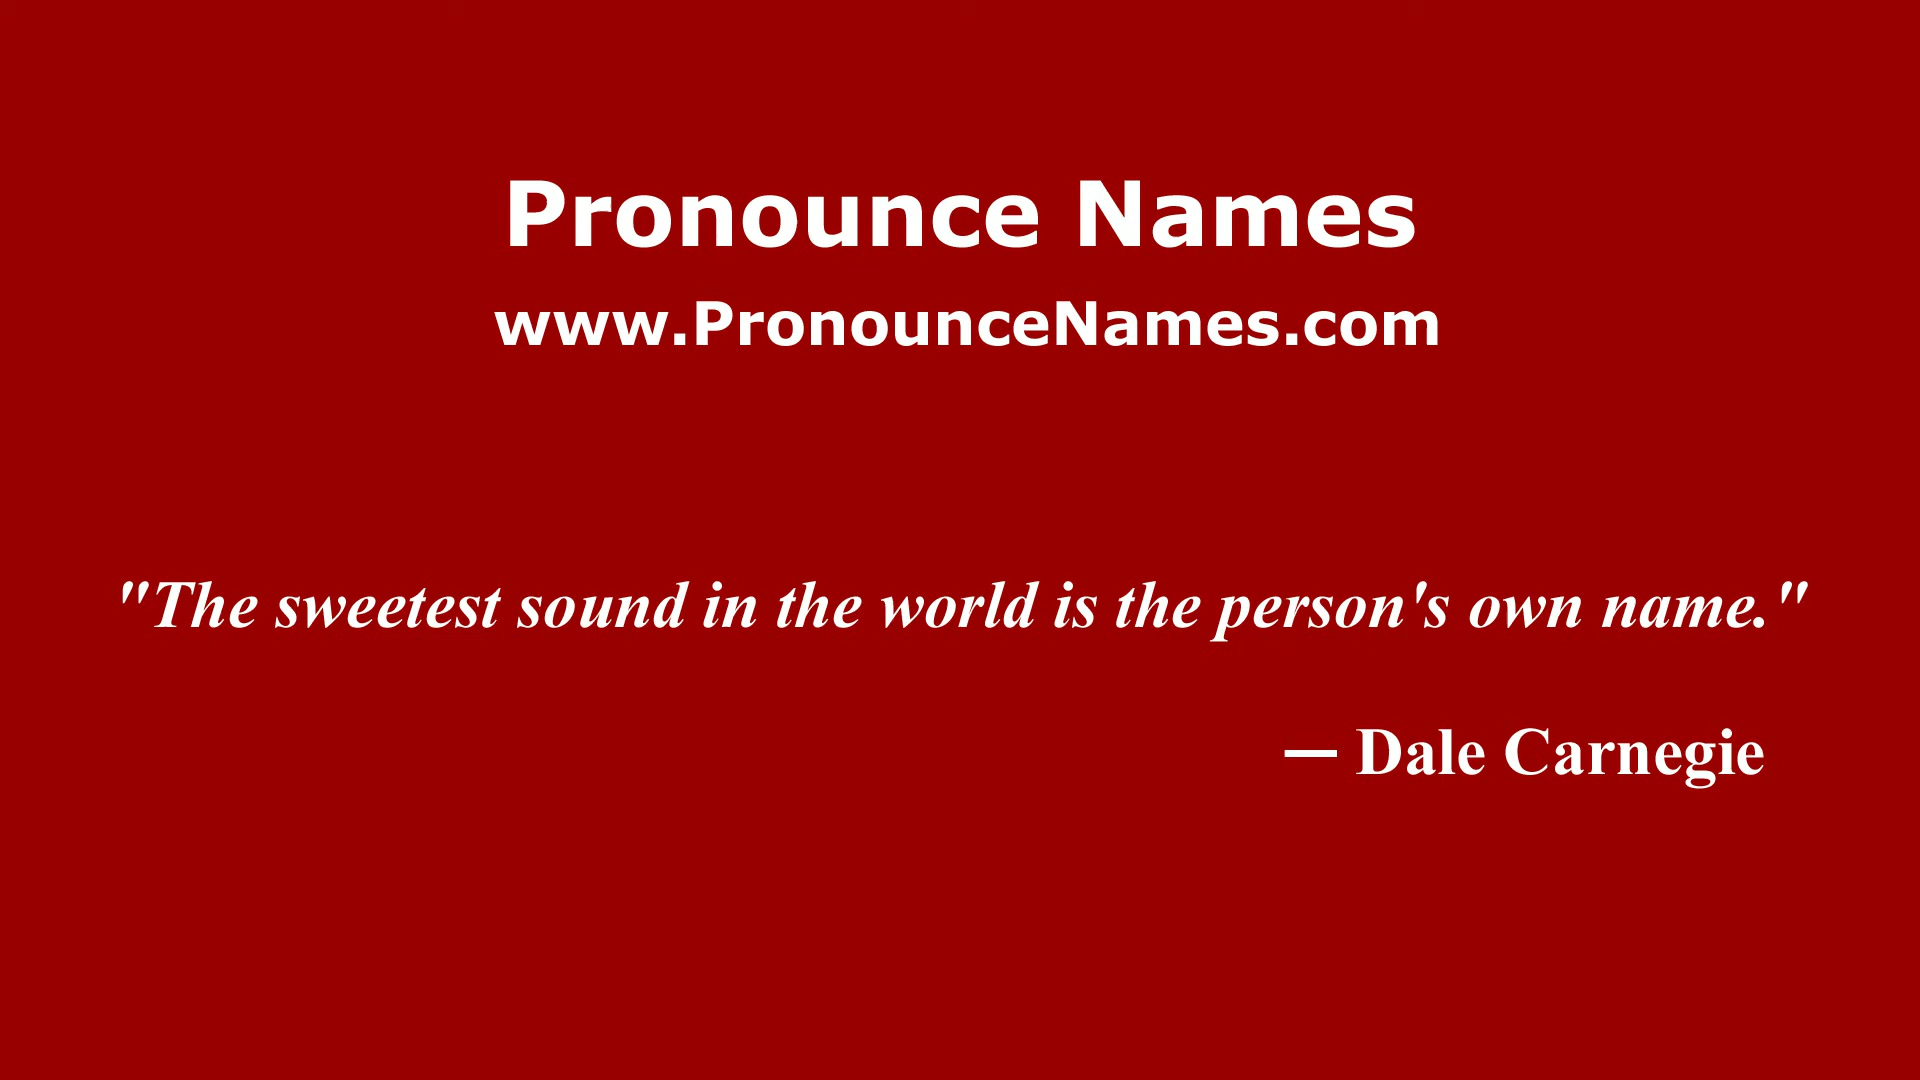 Pronounce Names
www.PronounceNames.com
"The sweetest sound in the world is the person's own name."
— Dale Carnegie